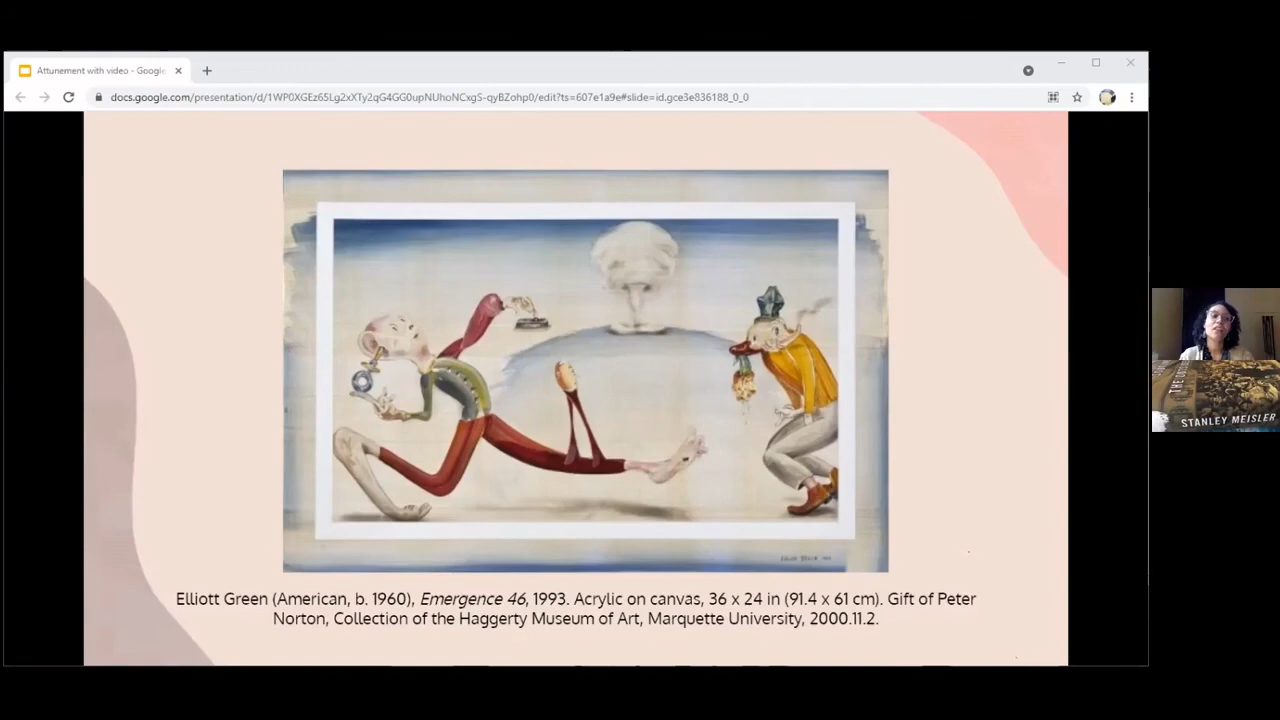 Attunement with video - Google
docs.google.com/presentation/d/1WP0XGEz65Lg2xXTy2qG4GG0upNUhoNCxgS-qyBZohp0/edit?ts=607e1a9e#slide=id.gce3e836188_0_0
Elliott Green (American, b. 1960), Emergence 46, 1993. Acrylic on canvas, 36 x 24 in (91.4 x 61 cm). Gift of Peter
Norton, Collection of the Haggerty Museum of Art, Marquette University, 2000.11.2.
STANLEY MEISLER